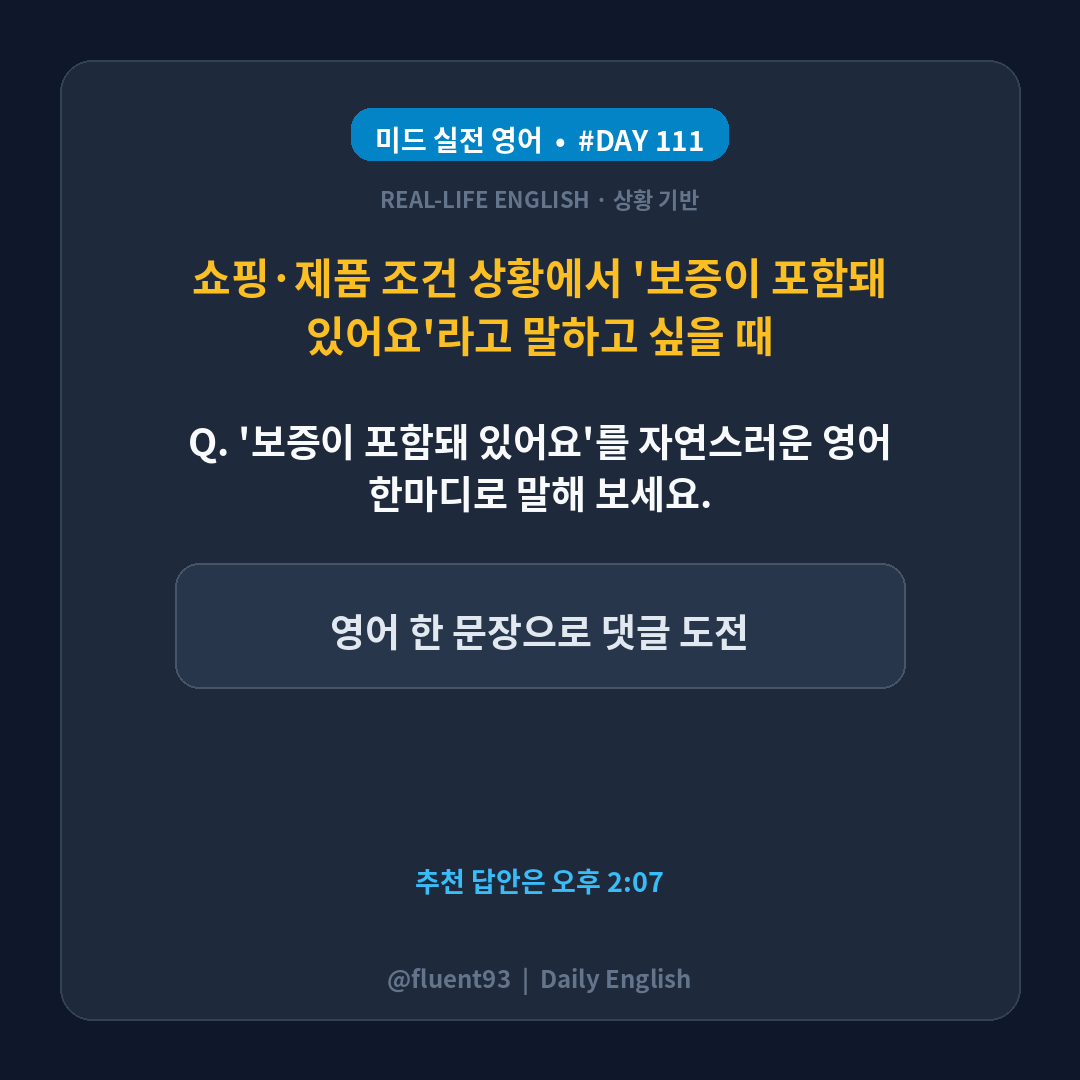 미드 실전 영어 • #DAY 111
REAL-LIFE ENGLISH · 상황 기반
쇼핑·제품 조건 상황에서 '보증이 포함돼
있어요'라고 말하고 싶을 때
Q. '보증이 포함돼 있어요'를 자연스러운 영어
한마디로 말해 보세요.
영어 한 문장으로 댓글 도전
추천 답안은 오후 2:07
@fluent93 | Daily English